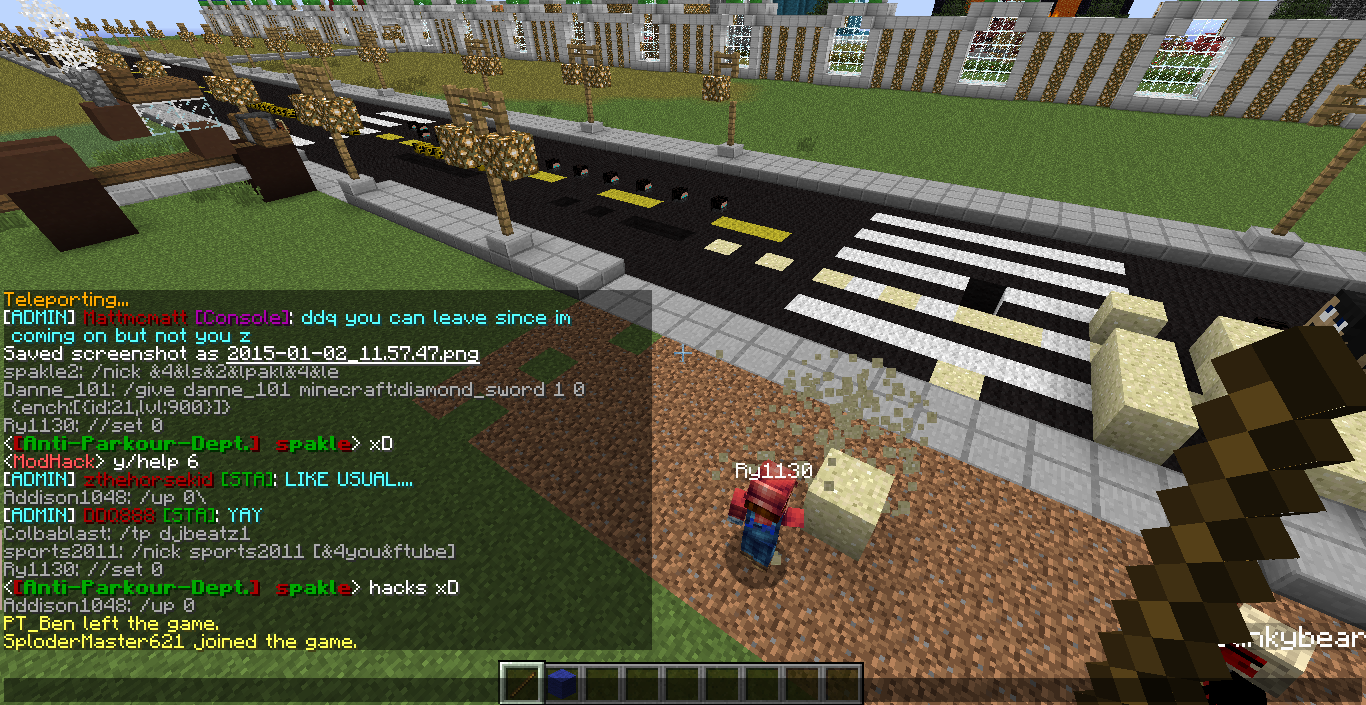 Teleporting...
[ADMIN] Mattmcmatt [Console]: ddq you can leave since im
coming on but not you z
Saved screenshot as 2015-01-02_11.57.47.png
spakle2: /nick &4&ls&2&lpakl&4&le
Danne_101: /give danne_101 minecraft:diamond_sword 1 0
{ench:[{id:21,lvl:900}]}
Ry1130: //set 0
<[Anti-Parkour-Dept.] spakle> xD
<ModHack> y/help 6
[ADMIN] zthehorsekid [STA]: LIKE USUAL....
Addison1048: /up 0\
[ADMIN] DDQ888 [STA]: YAY
Colbablast: /tp djbeatz1
sports2011: /nick sports2011 [&4you&ftube]
Ry1130: //set 0
<[Anti-Parkour-Dept.] spakle> hacks xD
Addison1048: /up 0
PT_Ben left the game.
SploderMaster621 joined the game.
Ry1130